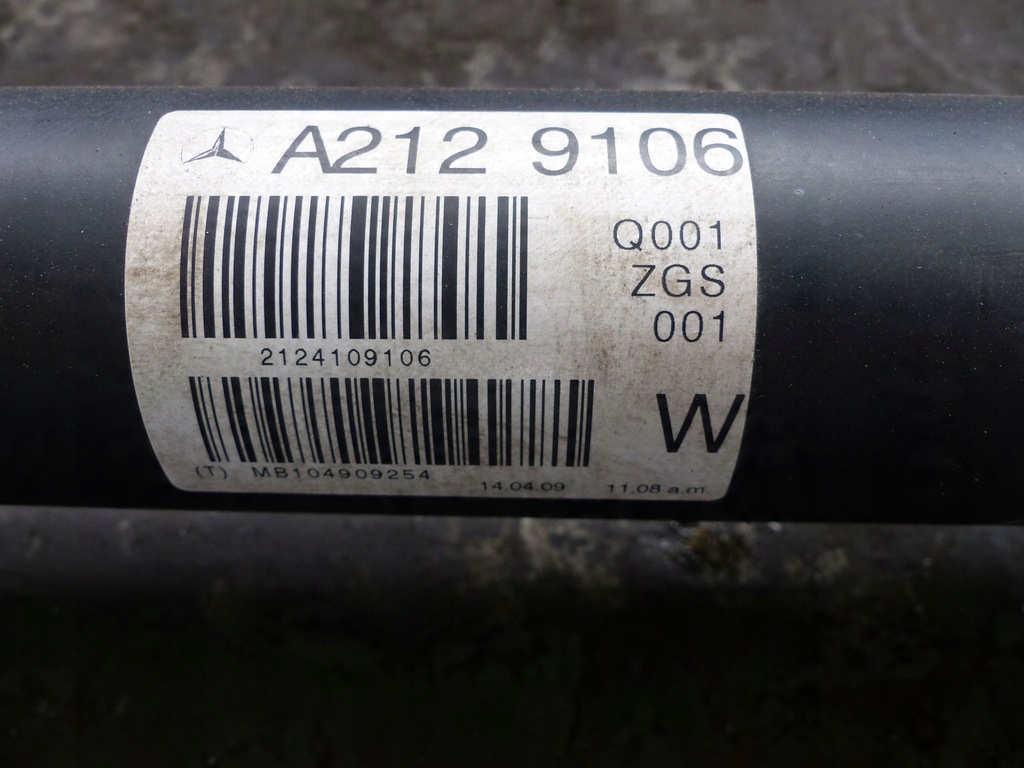 A212 9106
Q001
ZGS
001
2124109106
W
(T) MB104909254
14.04.09 11.08 a.m.